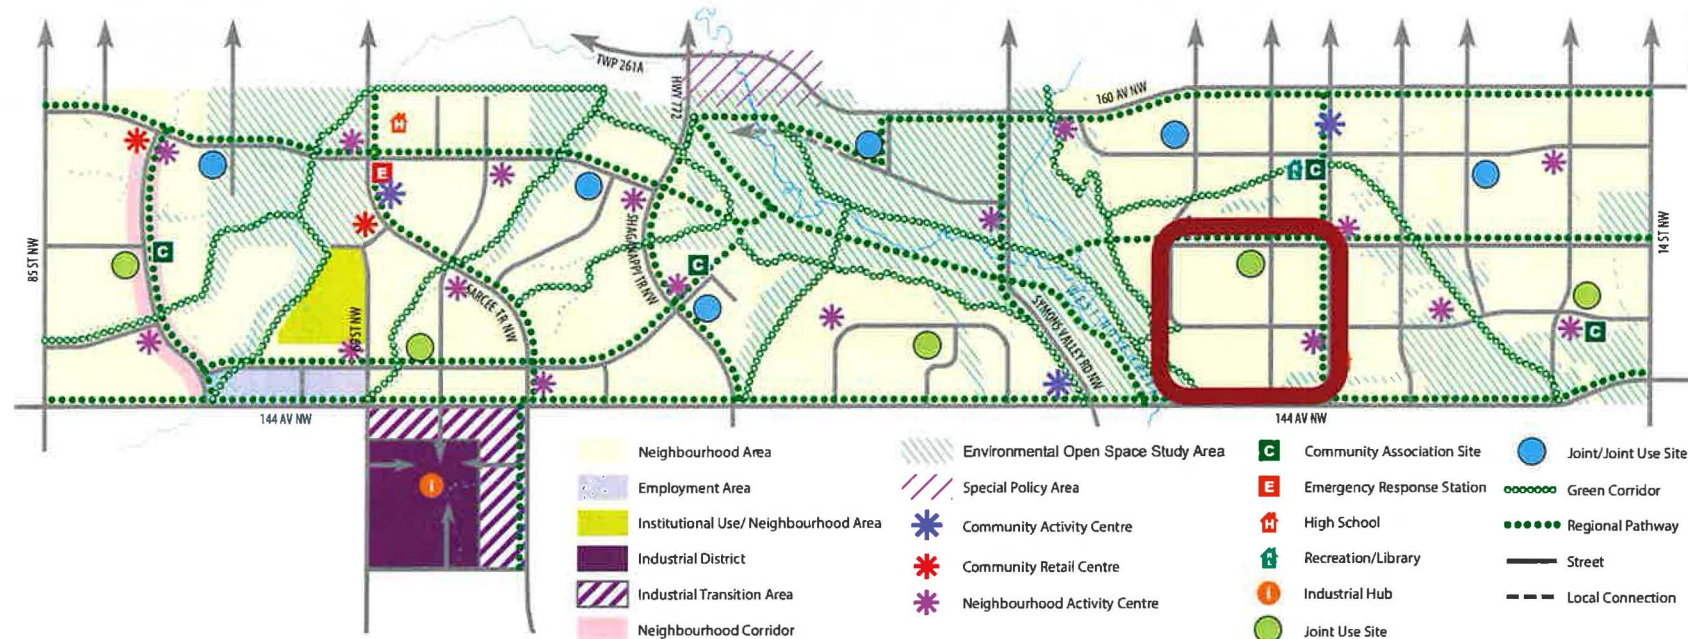 TWP 261A
HWY 772
160 AV NW
H
E
C
C
C
C
85 ST NW
14 ST NW
SHAGANAPPI TR NW
SARCEE TR NW
69 ST NW
SYMONS VALLEY RD NW
144 AV NW
144 AV NW
i
Neighbourhood Area
Employment Area
Institutional Use/ Neighbourhood Area
Industrial District
Industrial Transition Area
Neighbourhood Corridor
Environmental Open Space Study Area
Special Policy Area
Community Activity Centre
Community Retail Centre
Neighbourhood Activity Centre
C Community Association Site
E Emergency Response Station
H High School
Recreation/Library
i Industrial Hub
Joint Use Site
Joint/Joint Use Site
Green Corridor
Regional Pathway
Street
Local Connection